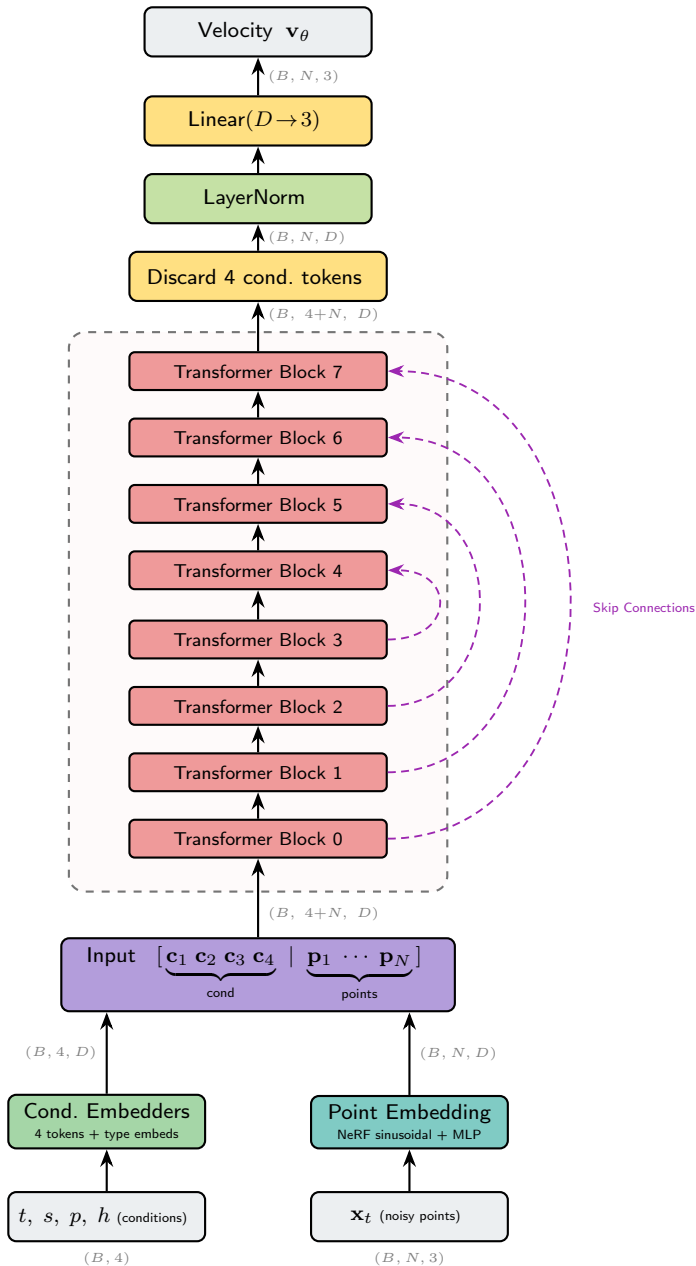 Velocity v_θ
(B, N, 3)
Linear(D→3)
LayerNorm
(B, N, D)
Discard 4 cond. tokens
(B, 4+N, D)
Transformer Block 7
Transformer Block 6
Transformer Block 5
Transformer Block 4
Skip Connections
Transformer Block 3
Transformer Block 2
Transformer Block 1
Transformer Block 0
(B, 4+N, D)
Input [c₁ c₂ c₃ c₄ | p₁ ⋯ p_N]
cond points
(B, 4, D) (B, N, D)
Cond. Embedders
4 tokens + type embeds
Point Embedding
NeRF sinusoidal + MLP
t, s, p, h (conditions)
x_t (noisy points)
(B, 4)
(B, N, 3)